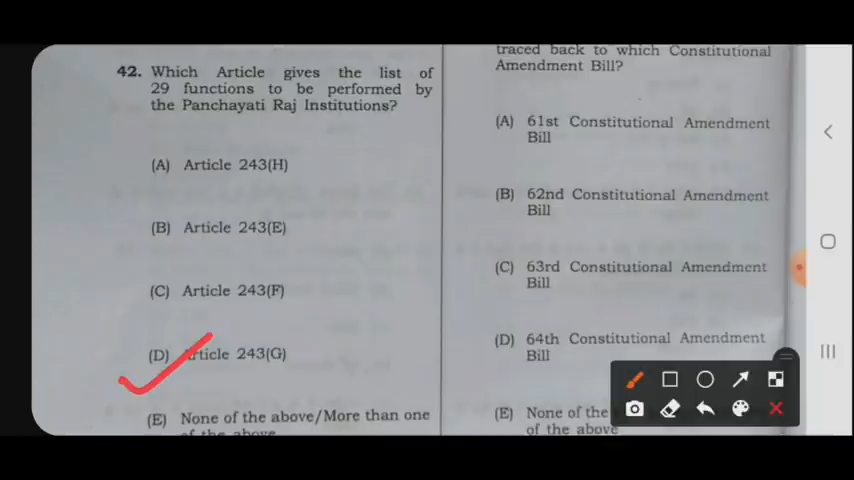 42. Which Article gives the list of
29 functions to be performed by
the Panchayati Raj Institutions?
(A) Article 243(H)
(B) Article 243(E)
(C) Article 243(F)
(D) Article 243(G)
(E) None of the above/More than one
of the above
traced back to which Constitutional
Amendment Bill?
(A) 61st Constitutional Amendment
Bill
(B) 62nd Constitutional Amendment
Bill
(C) 63rd Constitutional Amendment
Bill
(D) 64th Constitutional Amendment
Bill
(E) None of the
of the above